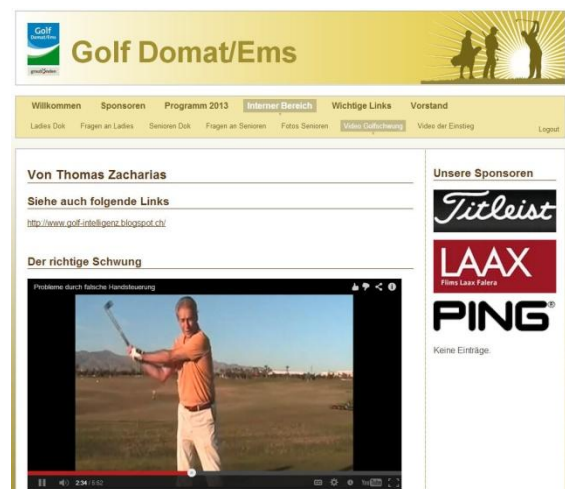 Golf
Domat/Ems
graubünden
Golf Domat/Ems
Willkommen Sponsoren Programm 2013 Interner Bereich Wichtige Links Vorstand
Ladies Dok Fragen an Ladies Senioren Dok Fragen an Senioren Fotos Senioren Video Golfschwung Video der Einstieg Logout
Von Thomas Zacharias
Siehe auch folgende Links
http://www.golf-intelligenz.blogspot.ch/
Der richtige Schwung
Probleme durch falsche Handsteuerung
2:34 / 5:52
YouTube
Unsere Sponsoren
Titleist
LAAX
Flims Laax Falera
PING®
Keine Einträge.